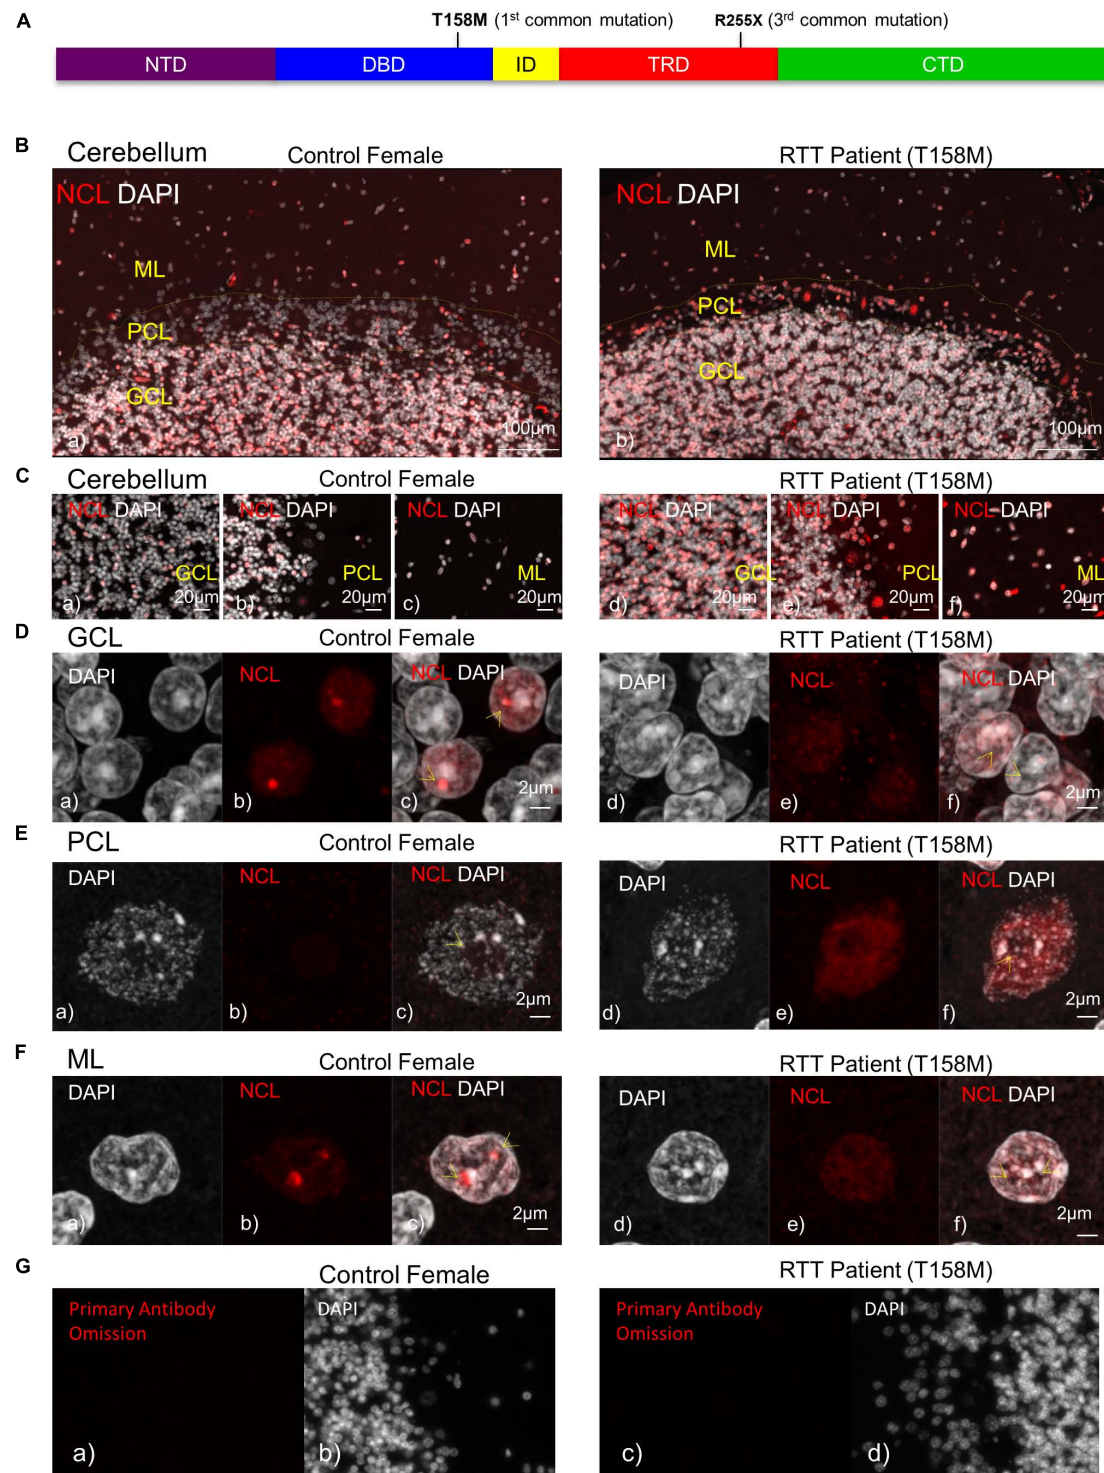 A
T158M (1st common mutation) R255X (3rd common mutation)
NTD DBD ID TRD CTD
B
Cerebellum Control Female RTT Patient (T158M)
NCL DAPI NCL DAPI
ML ML
PCL PCL
GCL GCL
a) 100µm b) 100µm
C
Cerebellum Control Female RTT Patient (T158M)
NCL DAPI NCL DAPI NCL DAPI NCL DAPI NCL DAPI NCL DAPI
GCL PCL ML GCL PCL ML
a) 20µm b) 20µm c) 20µm d) 20µm e) 20µm f) 20µm
D
GCL Control Female RTT Patient (T158M)
DAPI NCL NCL DAPI DAPI NCL NCL DAPI
a) b) c) 2µm d) e) f) 2µm
E
PCL Control Female RTT Patient (T158M)
DAPI NCL NCL DAPI DAPI NCL NCL DAPI
a) b) c) 2µm d) e) f) 2µm
F
ML Control Female RTT Patient (T158M)
DAPI NCL NCL DAPI DAPI NCL NCL DAPI
a) b) c) 2µm d) e) f) 2µm
G
Control Female RTT Patient (T158M)
Primary Antibody DAPI Primary Antibody DAPI
Omission Omission
a) b) c) d)